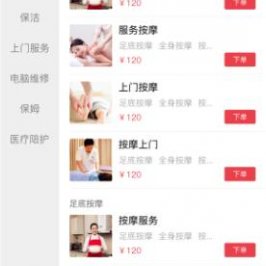 ¥120
下单
保洁
上门服务
电脑维修
保姆
医疗陪护
服务按摩
足底按摩 全身按摩 按...
¥120
下单
上门按摩
足底按摩 全身按摩 按...
¥120
下单
按摩上门
足底按摩 全身按摩 按...
¥120
下单
足底按摩
按摩服务
足底按摩 全身按摩 按...
¥120
下单